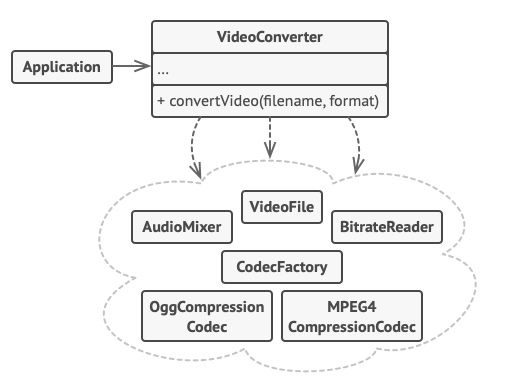 VideoConverter
Application
...
+ convertVideo(filename, format)
VideoFile
AudioMixer
BitrateReader
CodecFactory
OggCompression
Codec
MPEG4
CompressionCodec